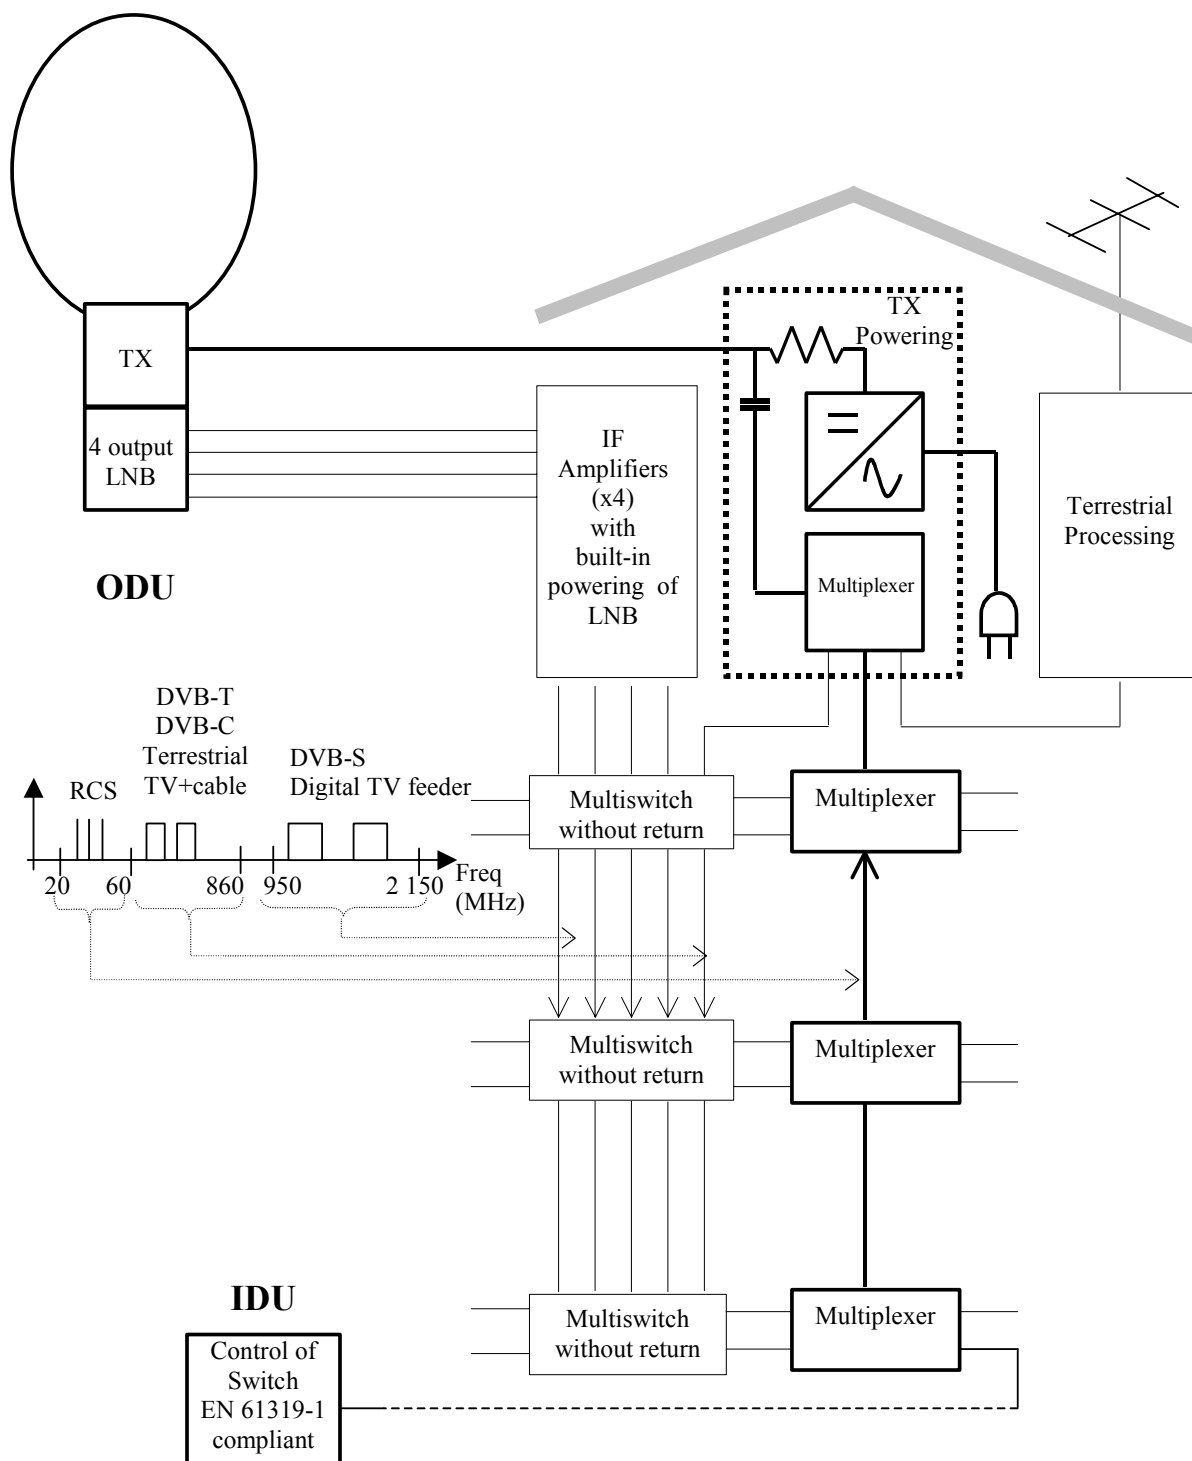 TX
Powering
TX
4 output
LNB
IF
Amplifiers
(x4)
with
built-in
powering of
LNB
Multiplexer
Terrestrial
Processing
ODU
DVB-T
DVB-C
Terrestrial
TV+cable
RCS
DVB-S
Digital TV feeder
20
60
860
950
2 150
Freq
(MHz)
Multiswitch
without return
Multiplexer
Multiswitch
without return
Multiplexer
Multiswitch
without return
Multiplexer
IDU
Control of
Switch
EN 61319-1
compliant